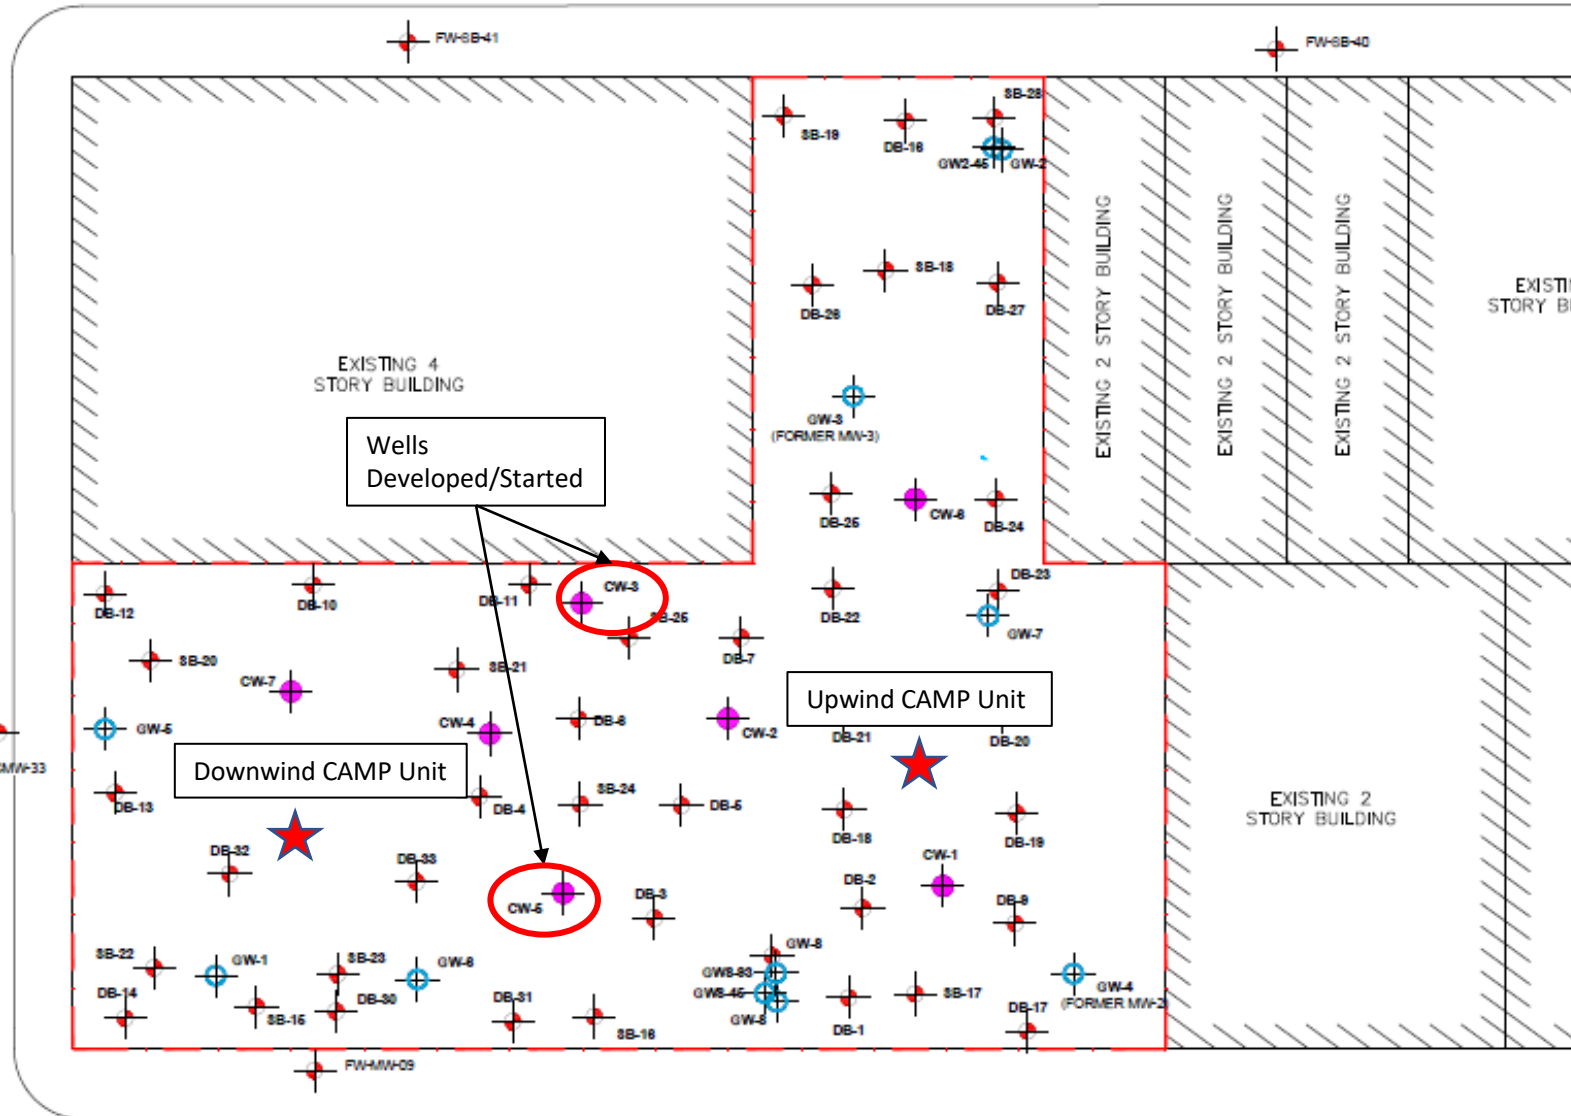 FW-SB-41
FW-SB-40
SB-28
SB-19
DB-16
GW2-45
GW-2
EXISTING 2 STORY BUILDING
EXISTING 2 STORY BUILDING
EXISTING 2 STORY BUILDING
SB-18
DB-26
DB-27
EXISTI
STORY B
EXISTING 4
STORY BUILDING
GW-3
(FORMER MW-3)
Wells
Developed/Started
DB-25
CW-6
DB-24
DB-12
DB-10
DB-11
CW-3
SB-25
DB-22
DB-23
GW-7
SB-20
SB-21
DB-7
CW-7
GW-5
CW-4
DB-6
CW-2
Upwind CAMP Unit
DB-21
DB-20
MW-33
Downwind CAMP Unit
DB-13
DB-4
SB-24
DB-5
DB-18
DB-19
EXISTING 2
STORY BUILDING
DB-32
DB-33
CW-5
DB-3
DB-2
CW-1
DB-9
SB-22
GW-1
SB-23
GW-6
GW-8
GW8-83
GW8-45
GW-8
DB-14
SB-15
DB-30
DB-31
SB-16
DB-1
SB-17
DB-17
GW-4
(FORMER MW-2)
FW-MW-09